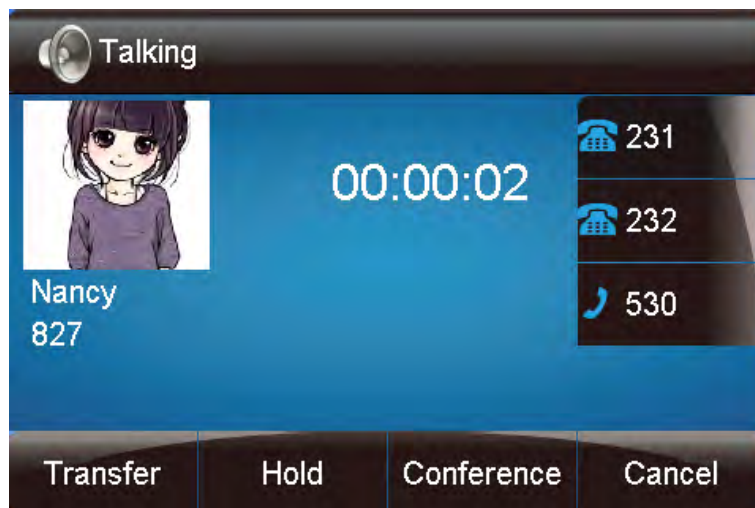 Talking
00:00:02
231
232
530
Nancy
827
Transfer Hold Conference Cancel